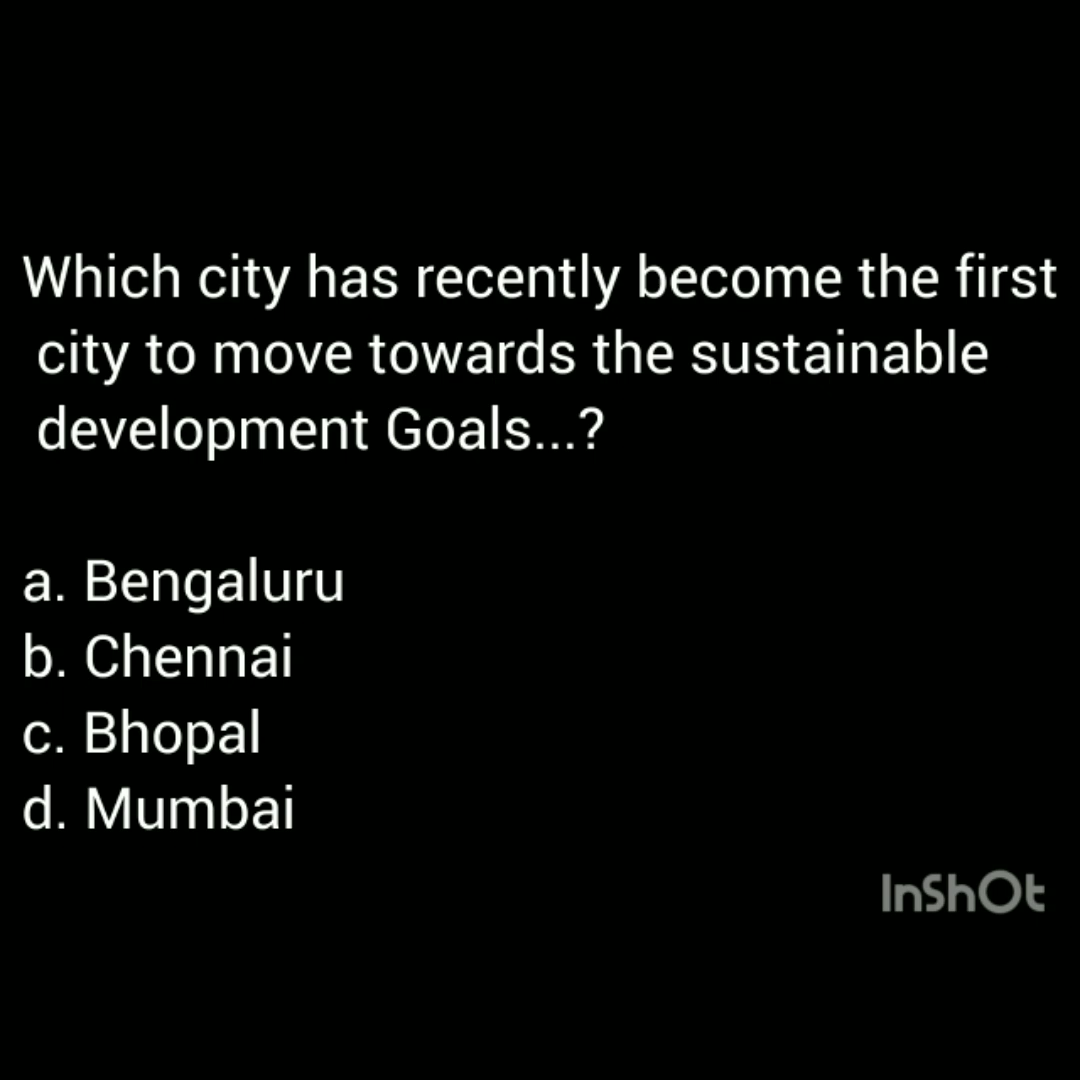 Which city has recently become the first
city to move towards the sustainable
development Goals...?
a. Bengaluru
b. Chennai
c. Bhopal
d. Mumbai
InShOt